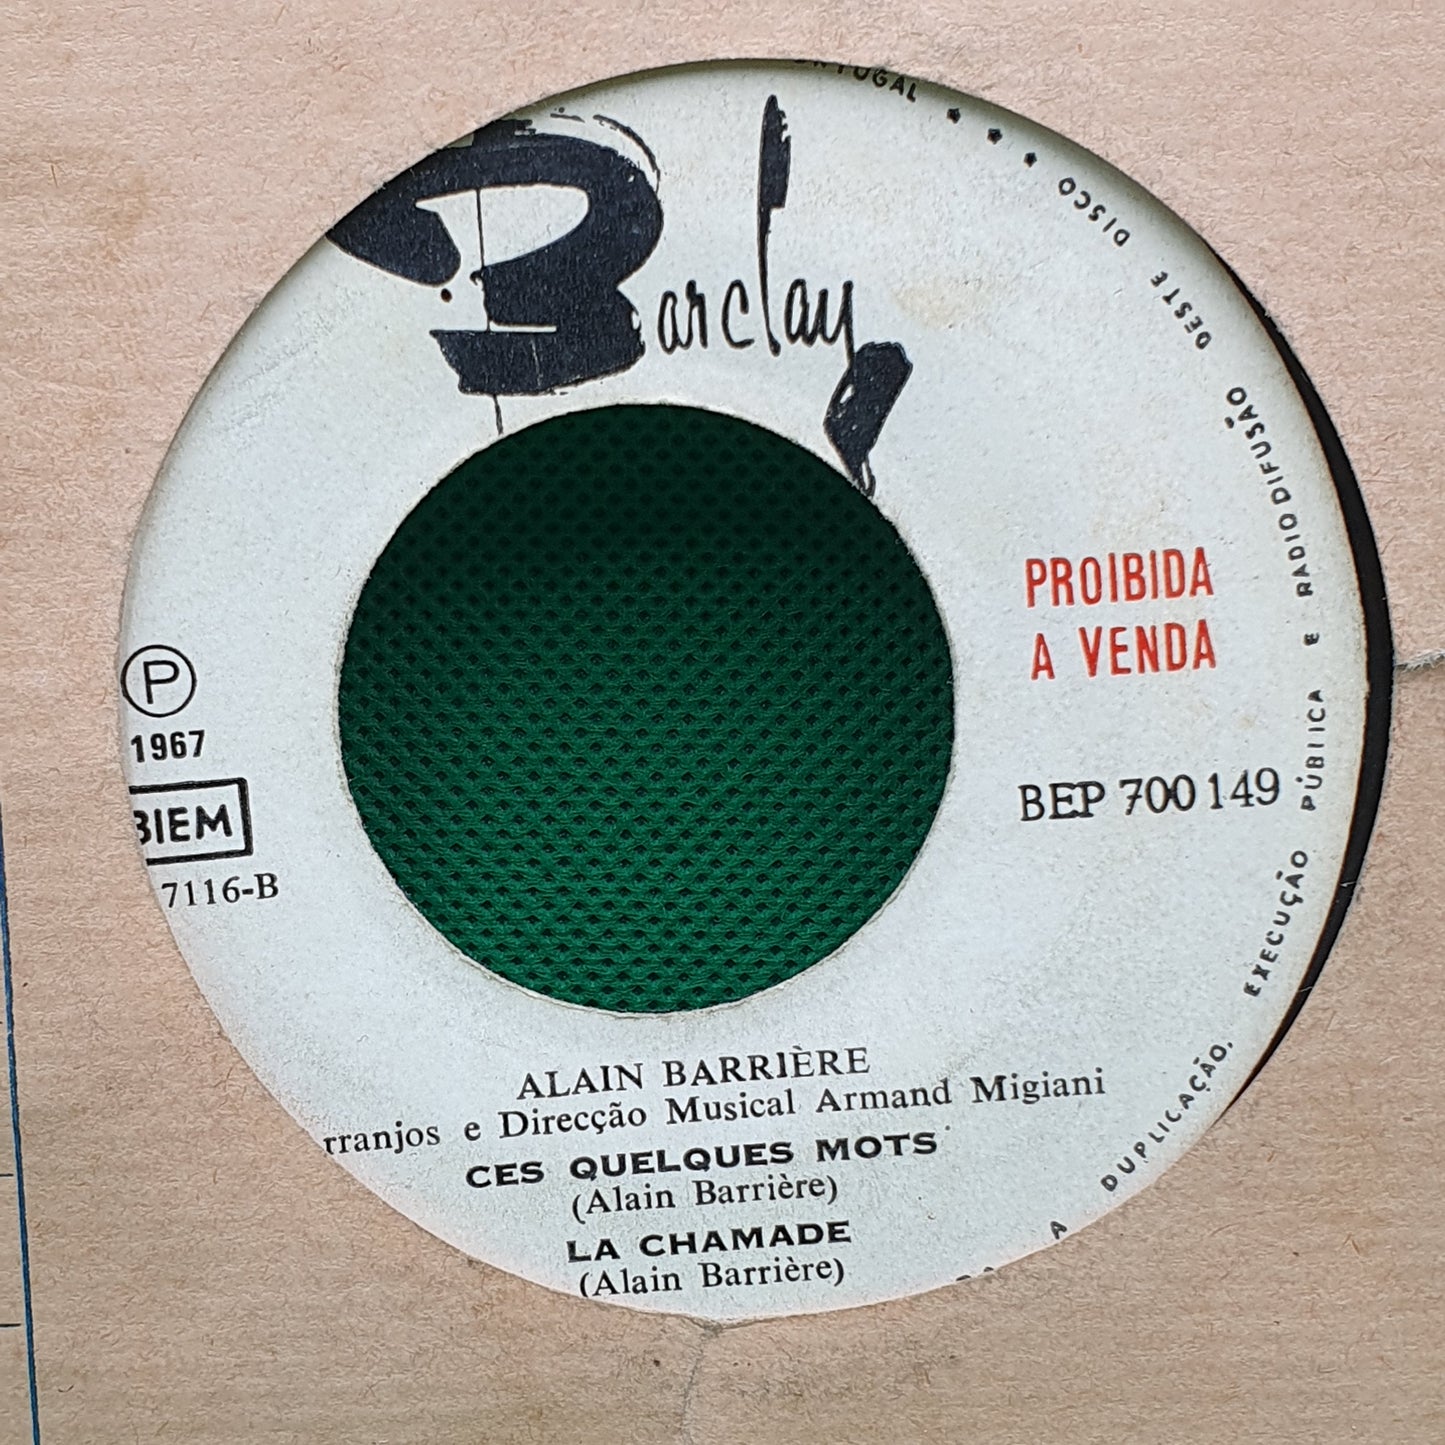 Barclay
PROIBIDA
A VENDA
P
1967
BIEM
BEP 700 149
7116-B
ALAIN BARRIÈRE
rranjos e Direcção Musical Armand Migiani
CES QUELQUES MOTS
(Alain Barrière)
LA CHAMADE
(Alain Barrière)
A DUPLICAÇÃO, EXECUÇÃO PÚBLICA E RADIODIFUSÃO DESTE DISCO ★ ★ ★